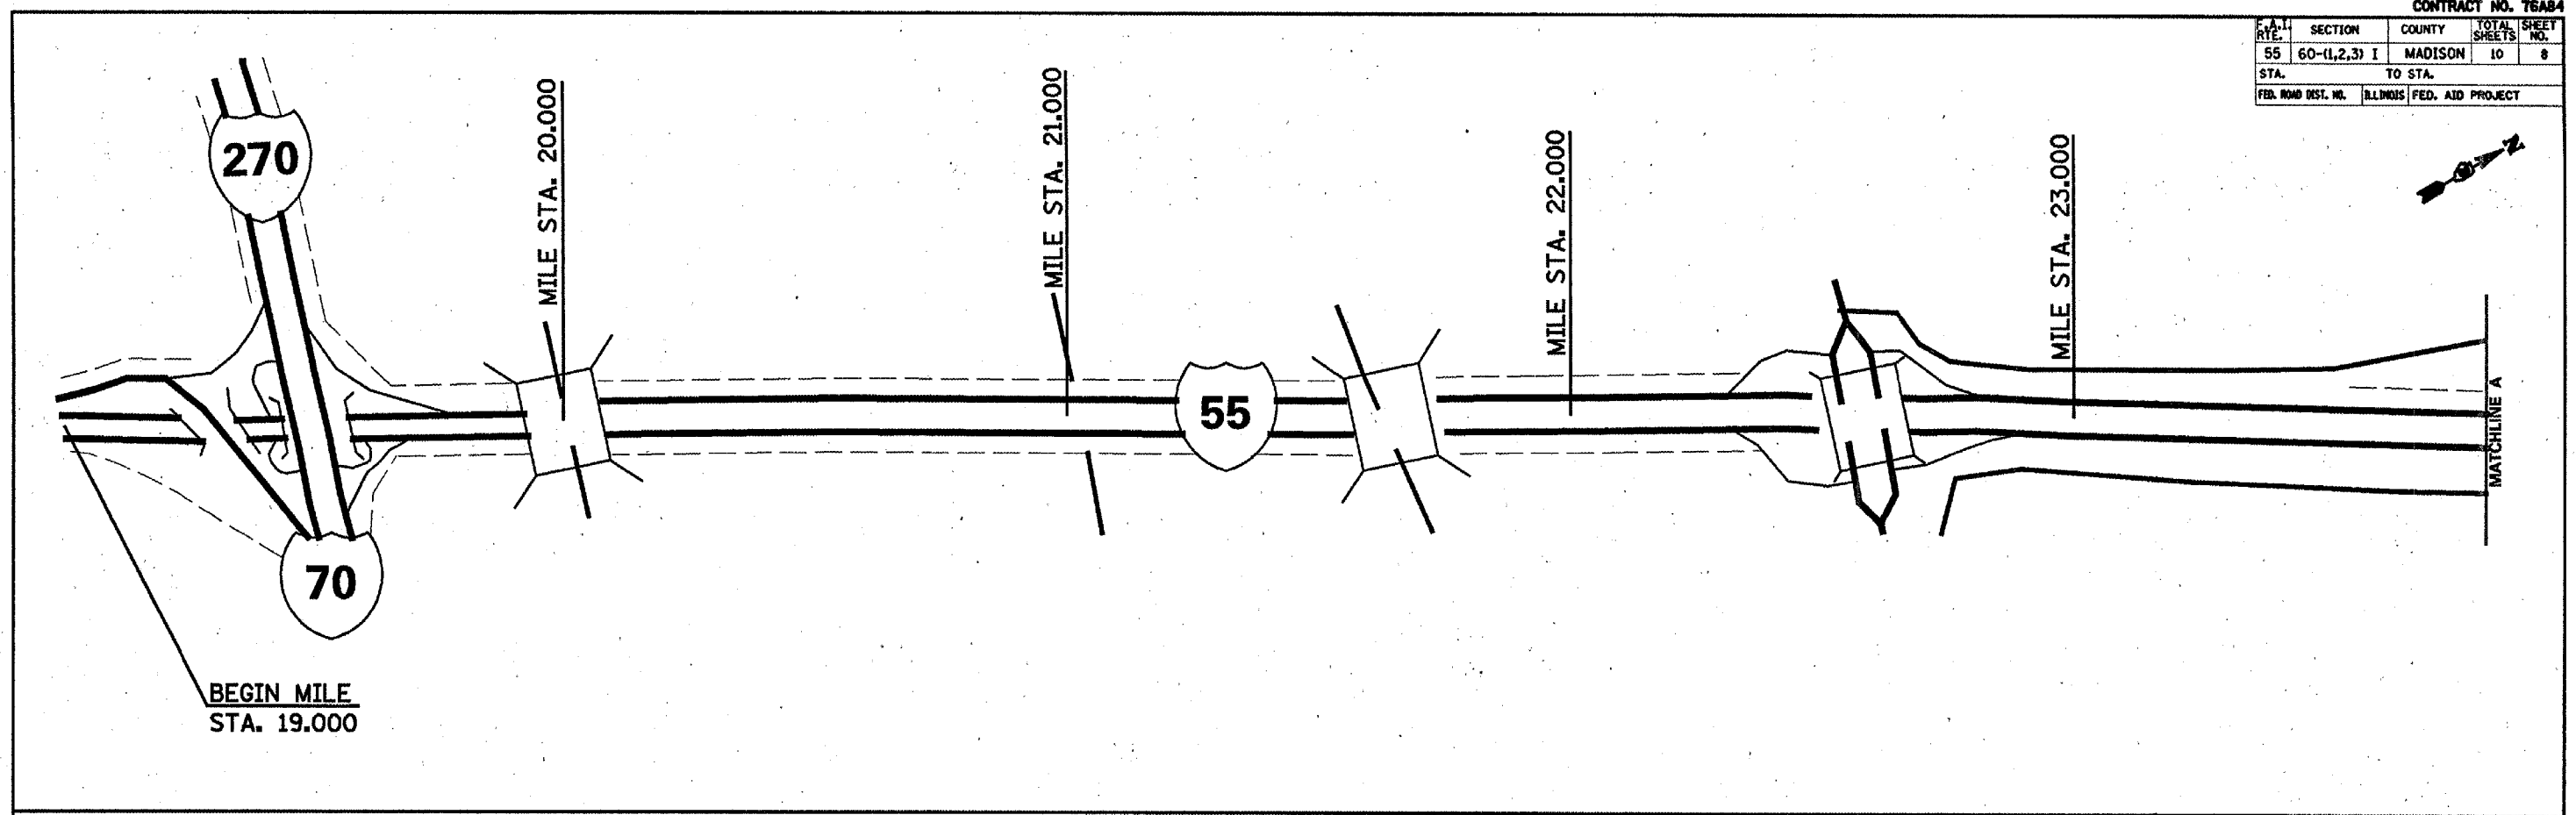 CONTRACT NO. 76A84
F.A.I. RTE. SECTION COUNTY TOTAL SHEETS SHEET NO.
55 60-(1,2,3) I MADISON 10 8
STA. TO STA.
FED. ROAD DIST. NO. ILLINOIS FED. AID PROJECT
N
270
MILE STA. 20.000
MILE STA. 21.000
MILE STA. 22.000
MILE STA. 23.000
55
MATCHLINE A
70
BEGIN MILE
STA. 19.000